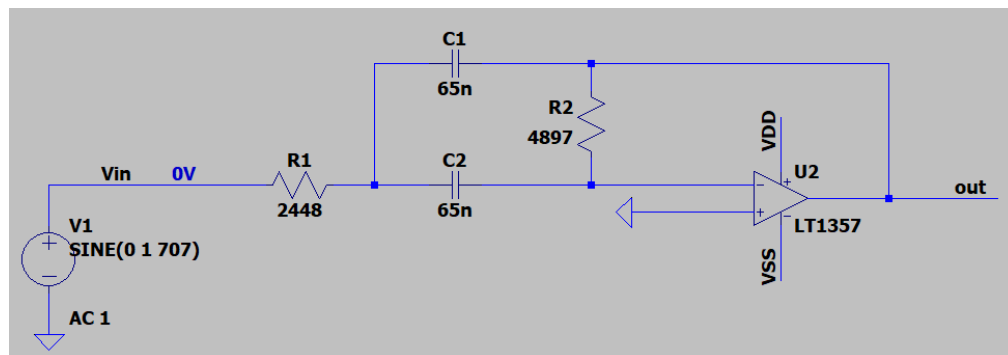 C1
65n
R2
4897
VDD
Vin 0V
R1
2448
C2
65n
U2
LT1357
out
VSS
V1
SINE(0 1 707)
AC 1